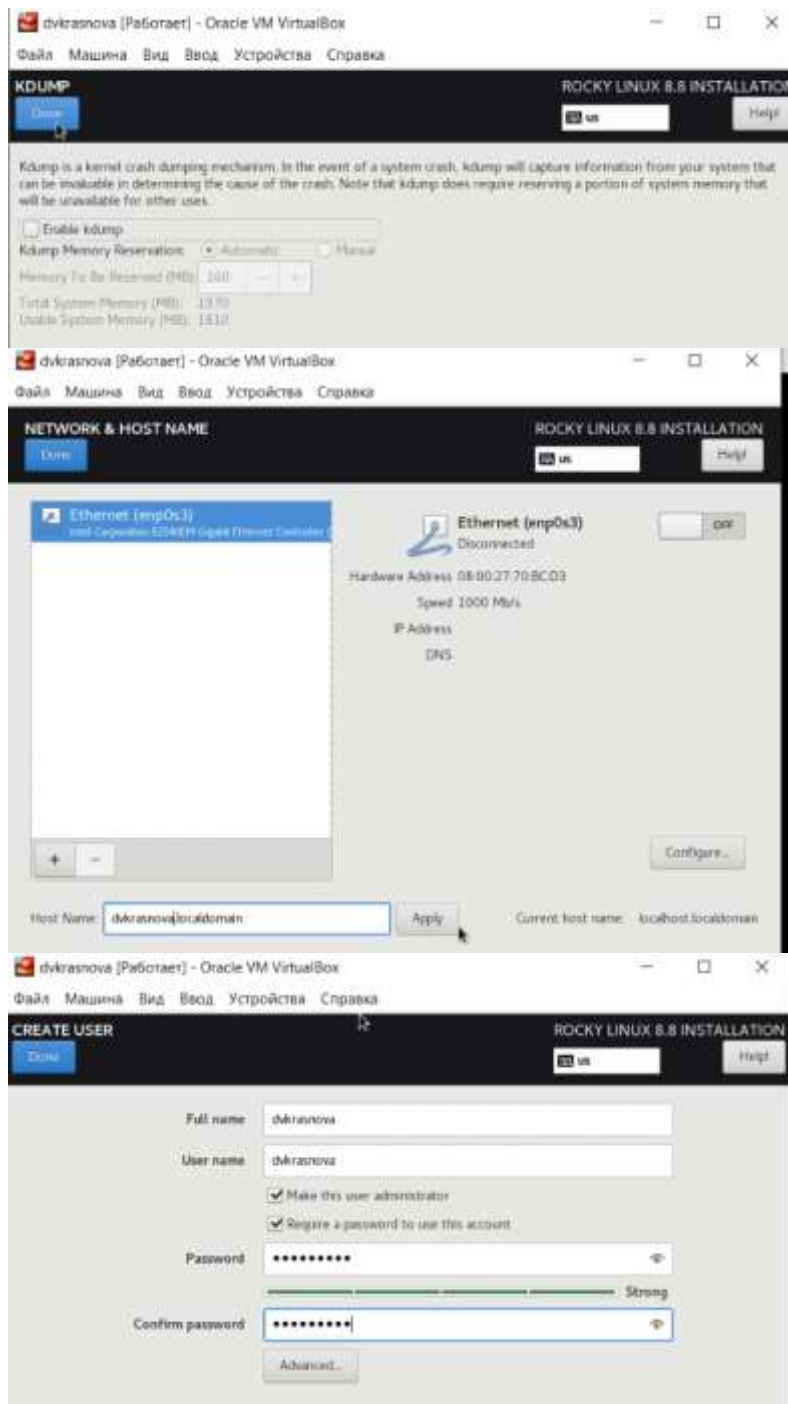 dvkrasnova [Работает] - Oracle VM VirtualBox
Файл Машина Вид Ввод Устройства Справка
KDUMP
ROCKY LINUX 8.8 INSTALLATION
Done
us
Help!
Kdump is a kernel crash dumping mechanism. In the event of a system crash, kdump will capture information from your system that
can be invaluable in determining the cause of the crash. Note that kdump does require reserving a portion of system memory that
will be unavailable for other uses.
Enable kdump
Kdump Memory Reservation: Automatic Manual
Memory To Be Reserved (MB): 160 - +
Total System Memory (MB): 1970
Usable System Memory (MB): 1810
dvkrasnova [Работает] - Oracle VM VirtualBox
Файл Машина Вид Ввод Устройства Справка
NETWORK & HOST NAME
ROCKY LINUX 8.8 INSTALLATION
Done
us
Help!
Ethernet (enp0s3)
Intel Corporation 82540EM Gigabit Ethernet Controller (
Ethernet (enp0s3)
Disconnected
OFF
Hardware Address 08:00:27:70:BC:D3
Speed 1000 Mb/s
IP Address
DNS
+ -
Configure...
Host Name: dvkrasnova.localdomain
Apply
Current host name: localhost.localdomain
dvkrasnova [Работает] - Oracle VM VirtualBox
Файл Машина Вид Ввод Устройства Справка
CREATE USER
ROCKY LINUX 8.8 INSTALLATION
Done
us
Help!
Full name dvkrasnova
User name dvkrasnova
Make this user administrator
Require a password to use this account
Password •••••••••
Strong
Confirm password •••••••••
Advanced...